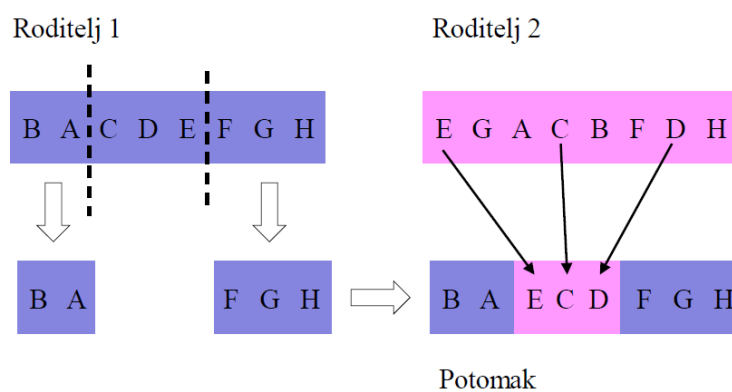 Roditelj 1
Roditelj 2
B A C D E F G H
E G A C B F D H
B A
F G H
B A E C D F G H
Potomak